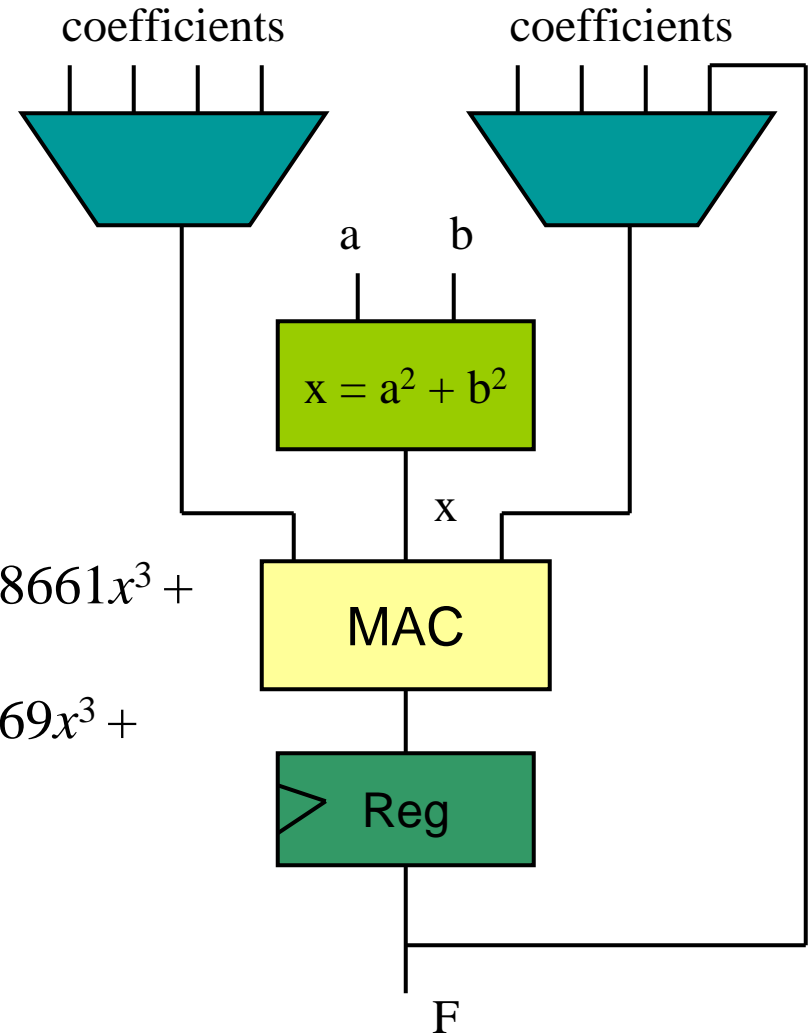 coefficients coefficients
a b
x = a² + b²
x
8661x³ +
MAC
69x³ +
Reg
F